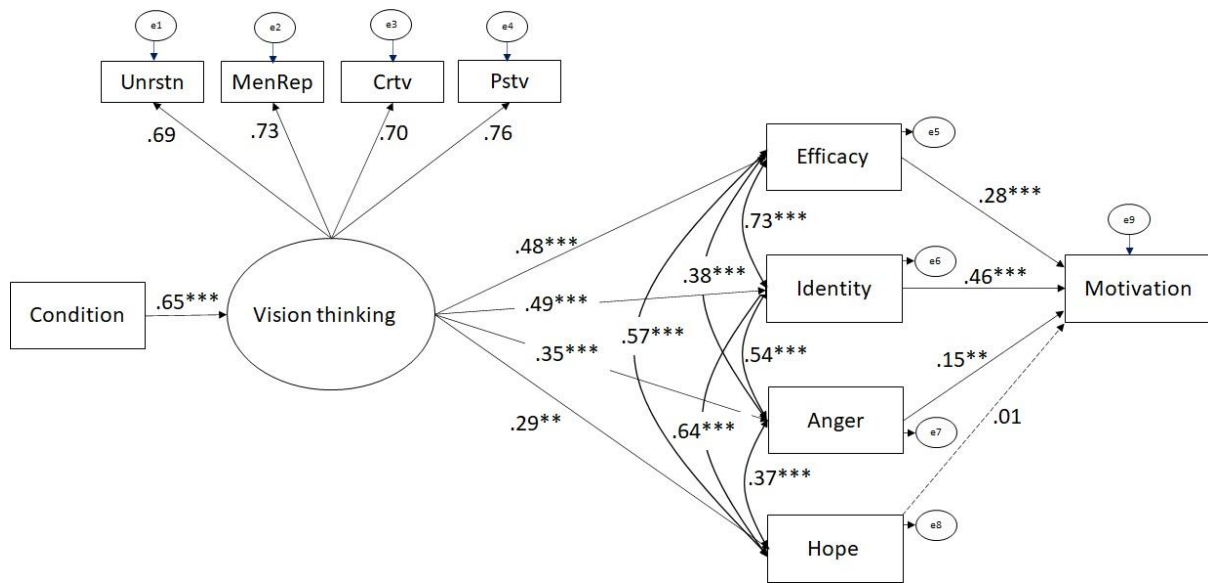 e1
e2
e3
e4
Unrstn
MenRep
Crtv
Pstv
.69
.73
.70
.76
Condition
.65***
Vision thinking
.48***
.49***
.35***
.29**
Efficacy
e5
Identity
e6
Anger
e7
Hope
e8
.73***
.38***
.57***
.54***
.64***
.37***
.28***
.46***
.15**
.01
e9
Motivation